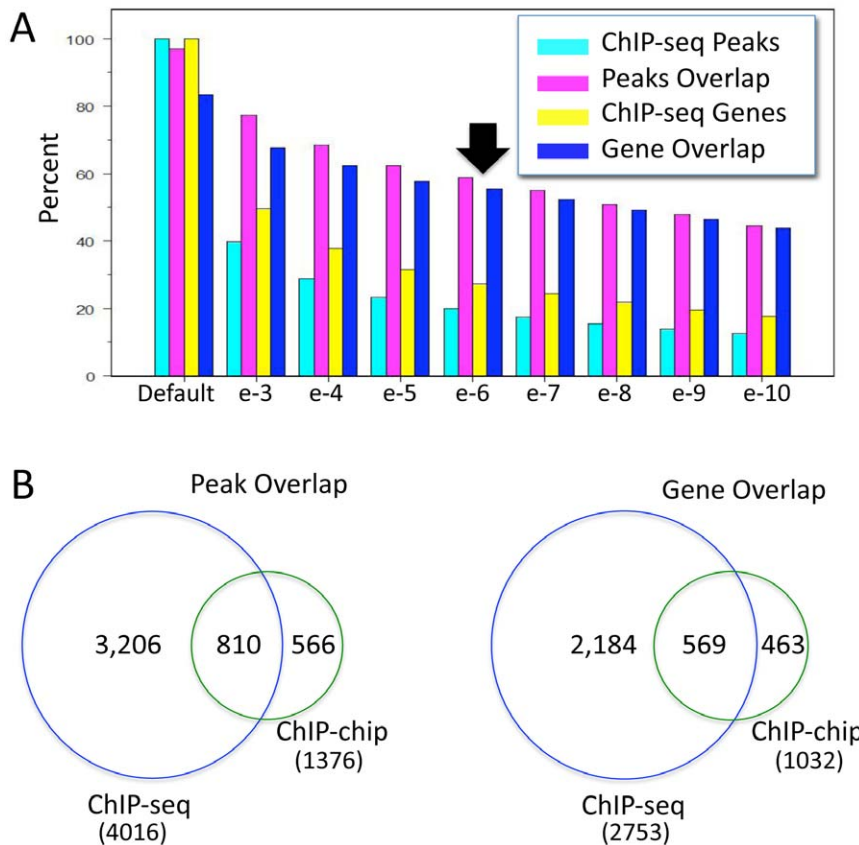 A
ChIP-seq Peaks
Peaks Overlap
ChIP-seq Genes
Gene Overlap
Percent
100
80
60
40
20
0
Default e-3 e-4 e-5 e-6 e-7 e-8 e-9 e-10
B
Peak Overlap
Gene Overlap
3,206 810 566
2,184 569 463
ChIP-chip
(1376)
ChIP-chip
(1032)
ChIP-seq
(4016)
ChIP-seq
(2753)